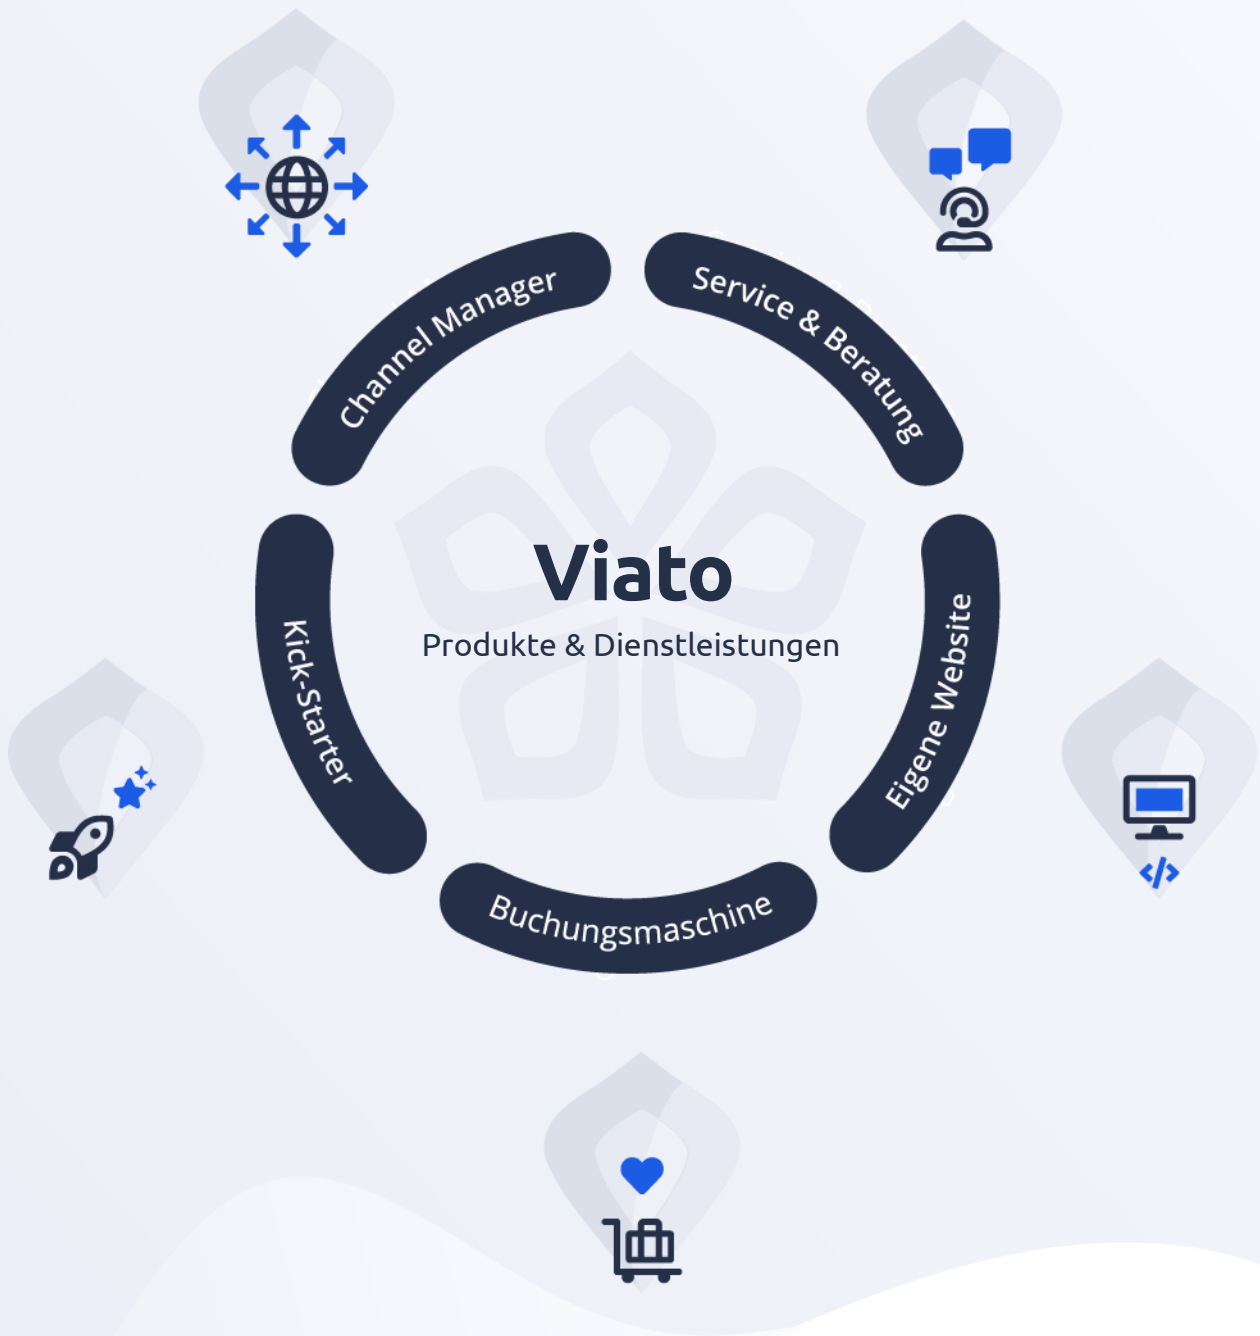 Channel Manager
Service & Beratung
Viato
Produkte & Dienstleistungen
Kick-Starter
Eigene Website
Buchungsmaschine